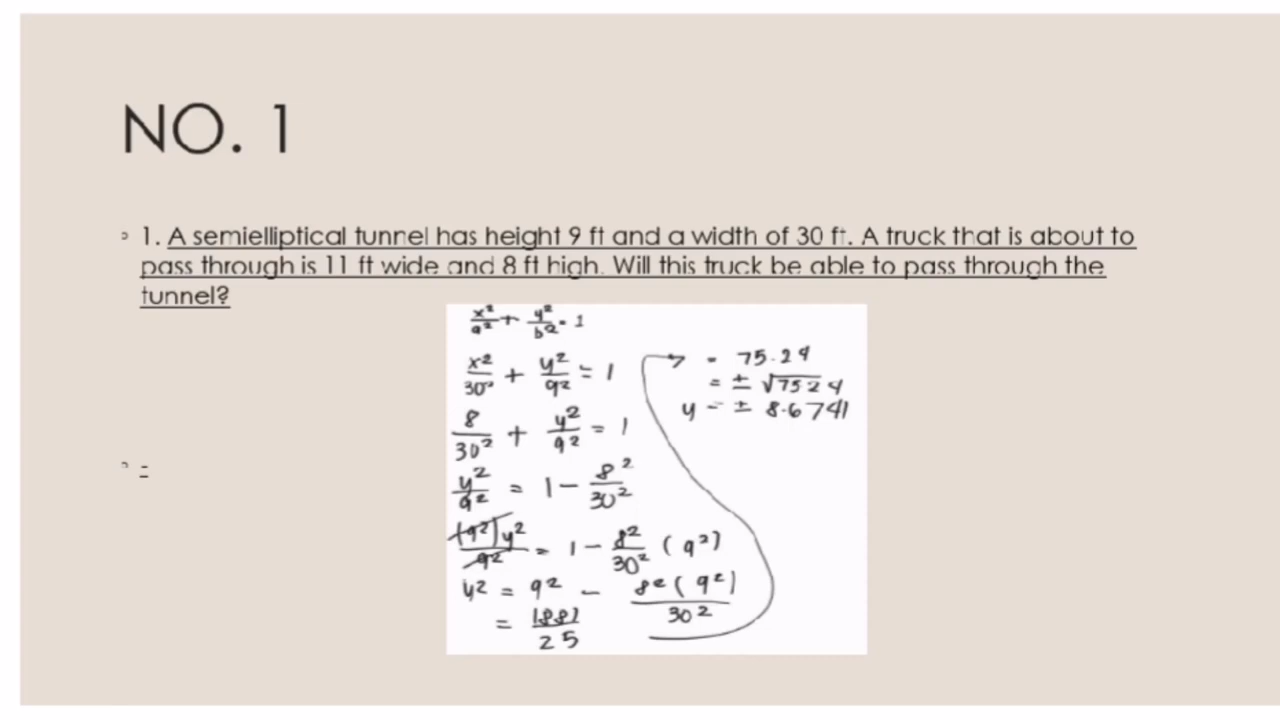 NO. 1
1. A semielliptical tunnel has height 9 ft and a width of 30 ft. A truck that is about to
pass through is 11 ft wide and 8 ft high. Will this truck be able to pass through the
tunnel?
x²/a² + y²/b² = 1
x²/30² + y²/9² = 1
8/30² + y²/9² = 1
y²/9² = 1 - 8²/30²
(9²)y²/9² = 1 - 8²/30² (9²)
y² = 9² - 8²(9²)/30²
= 1881/25
= 75.24
= ± √7524
y = ± 8.6741
-